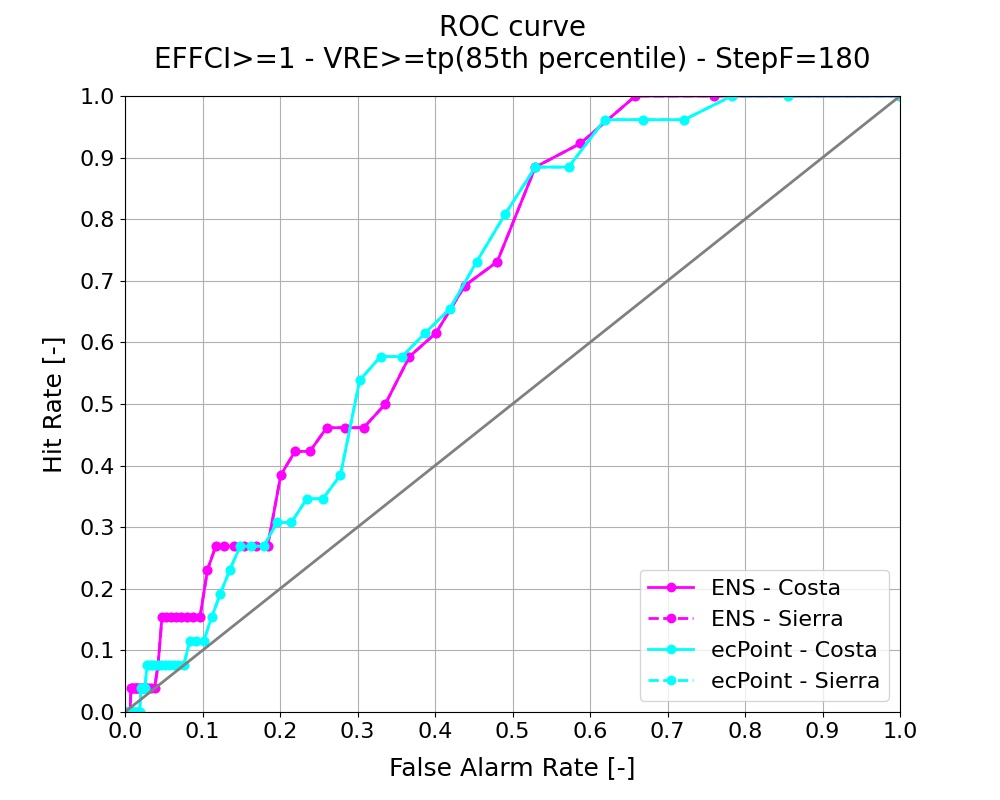 ROC curve
EFFCI>=1 - VRE>=tp(85th percentile) - StepF=180
1.0
0.9
0.8
0.7
0.6
0.5
0.4
0.3
0.2
0.1
0.0
Hit Rate [-]
ENS - Costa
ENS - Sierra
ecPoint - Costa
ecPoint - Sierra
0.0 0.1 0.2 0.3 0.4 0.5 0.6 0.7 0.8 0.9 1.0
False Alarm Rate [-]